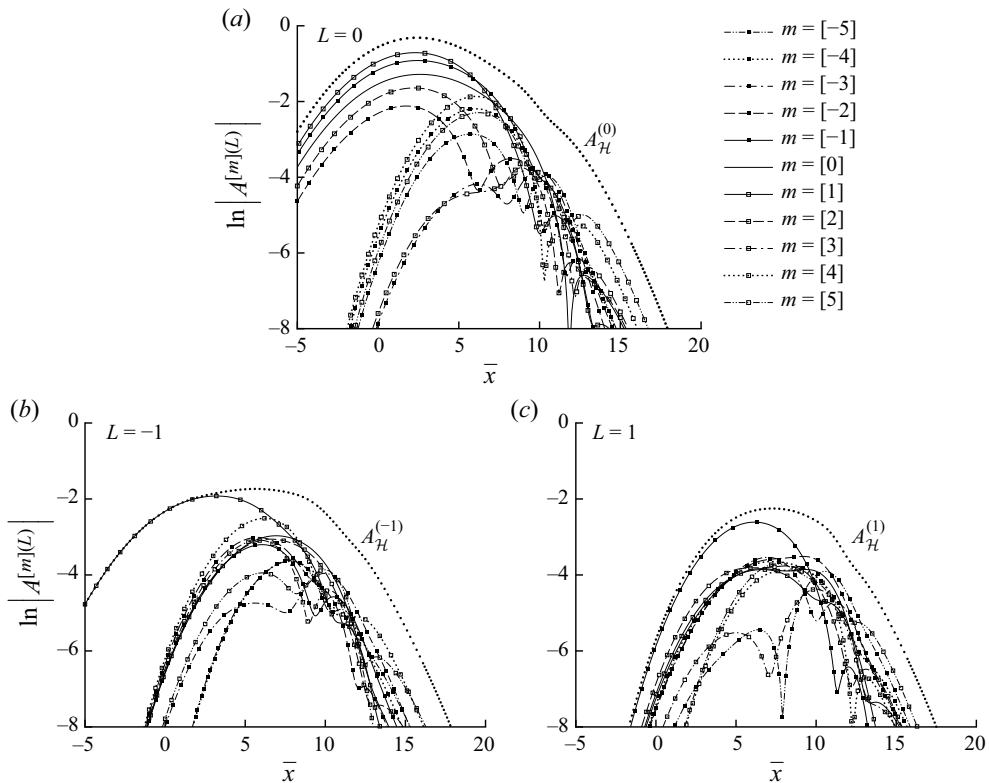 (a)
L = 0
ln | A^{[m](L)} |
0
−2
−4
−6
−8
A_H^{(0)}
−5 0 5 10 15 20
x̅
m = [−5]
m = [−4]
m = [−3]
m = [−2]
m = [−1]
m = [0]
m = [1]
m = [2]
m = [3]
m = [4]
m = [5]
(b)
L = −1
ln | A^{[m](L)} |
0
−2
−4
−6
−8
A_H^{(−1)}
−5 0 5 10 15 20
x̅
(c)
L = 1
0
−2
−4
−6
−8
A_H^{(1)}
−5 0 5 10 15 20
x̅